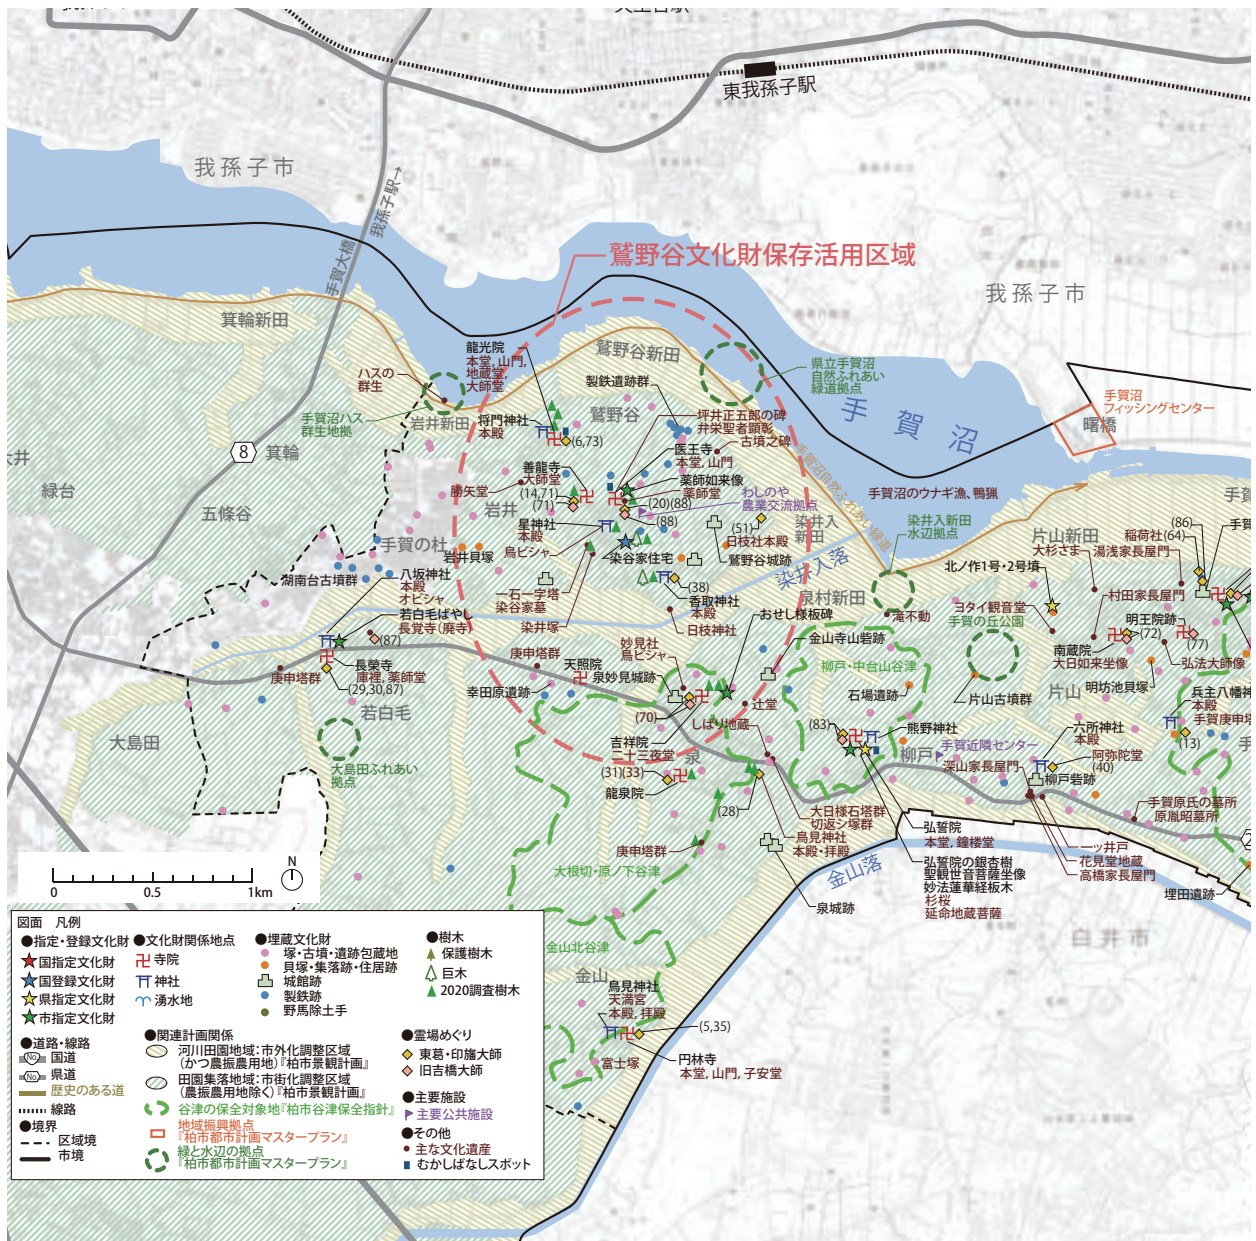 東我孫子駅
我孫子市
我孫子駅→
手賀大橋
鷲野谷文化財保存活用区域
我孫子市
箕輪新田
ハスの
群生
手賀沼ハス
群生地拠
岩井新田
龍光院
本堂,山門,
地蔵堂,
大師堂
鷲野谷新田
製鉄遺跡群
鷲野谷
県立手賀沼
自然ふれあい
緑道拠点
手賀沼
手賀沼
フィッシングセンター
曙橋
将門神社
本殿
(6,73)
坪井正五郎の碑
弁栄聖者顕彰
古墳之碑
医王寺
本堂,山門
薬師如来像
薬師堂
善龍寺
大師堂
(14,71)
(71)
勝矢堂
(20)(88)
(88)
わしのや
農業交流拠点
手賀沼自然ふれあい緑道
手賀沼のウナギ漁、鴨猟
8
箕輪
緑台
五條谷
手賀の杜
岩井
岩井貝塚
星神社
本殿
鳥ビシャ
染谷家住宅
(51)
日枝社本殿
鷲野谷城跡
染井入
新田
染井入落
染井入新田
水辺拠点
片山新田
大杉さま
湯浅家長屋門
稲荷社
(86)
(64)
北ノ作1号・2号墳
村田家長屋門
湖南台古墳群
八坂神社
本殿
オビシャ
若白毛ばやし
長覚寺(廃寺)
(87)
一石一字塔
染谷家墓
染井塚
香取神社
本殿
(38)
日枝神社
おせし様板碑
泉村新田
滝不動
ヨタイ観音堂
手賀の丘公園
明王院跡
(72)
(77)
南蔵院
大日如来坐像
弘法大師像
庚申塔群
長榮寺
庫裡,薬師堂
(29,30,87)
若白毛
大島田
大島田ふれあい
拠点
庚申塔群
幸田原遺跡
天照院
泉妙見城跡
妙見社
鳥ビシャ
(70)
吉祥院
二十三夜堂
しばり地蔵
辻堂
金山寺山砦跡
柳戸・中台山谷津
石場遺跡
片山古墳群
片山
明坊池貝塚
兵主八幡神
本殿
手賀庚申塔
(13)
(83)
熊野神社
柳戸
手賀近隣センター
深山家長屋門
六所神社
本殿
阿弥陀堂
(40)
柳戸砦跡
(31)(33)
龍泉院
泉
(28)
庚申塔群
大根切・原ノ下谷津
大日様石塔群
切返シ塚群
鳥見神社
本殿・拝殿
泉城跡
金山落
弘誓院
本堂,鐘楼堂
弘誓院の銀杏樹
聖観世音菩薩坐像
妙法蓮華経板木
杉桜
延命地蔵菩薩
一ッ井戸
花見堂地蔵
高橋家長屋門
手賀原氏の墓所
原胤昭墓所
埋田遺跡
白井市
金山北谷津
金山
鳥見神社
天満宮
本殿,拝殿
(5,35)
富士塚
円林寺
本堂,山門,子安堂
N
0 0.5 1km
図面 凡例
●指定・登録文化財
国指定文化財
国登録文化財
県指定文化財
市指定文化財
●文化財関係地点
寺院
神社
湧水地
●埋蔵文化財
塚・古墳・遺跡包蔵地
貝塚・集落跡・住居跡
城館跡
製鉄跡
野馬除土手
●樹木
保護樹木
巨木
2020調査樹木
●道路・線路
No 国道
No 県道
歴史のある道
線路
●境界
区域境
市境
●関連計画関係
河川田園地域：市外化調整区域
(かつ農振農用地)『柏市景観計画』
田園集落地域：市街化調整区域
(農振農用地除く)『柏市景観計画』
谷津の保全対象地『柏市谷津保全指針』
地域振興拠点
『柏市都市計画マスタープラン』
緑と水辺の拠点
『柏市都市計画マスタープラン』
●霊場めぐり
東葛・印旛大師
旧吉橋大師
●主要施設
主要公共施設
●その他
主な文化遺産
むかしばなしスポット